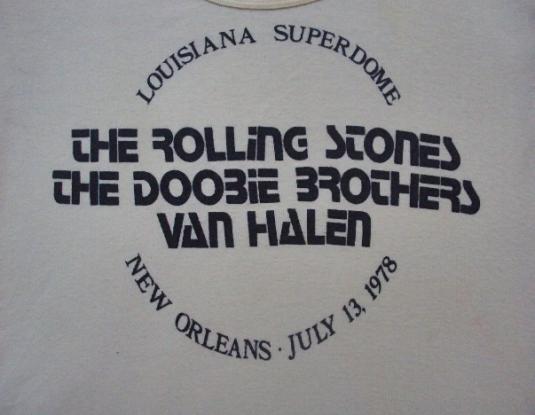 LOUISIANA SUPERDOME
THE ROLLING STONES
THE DOOBIE BROTHERS
VAN HALEN
NEW ORLEANS · JULY 13, 1978